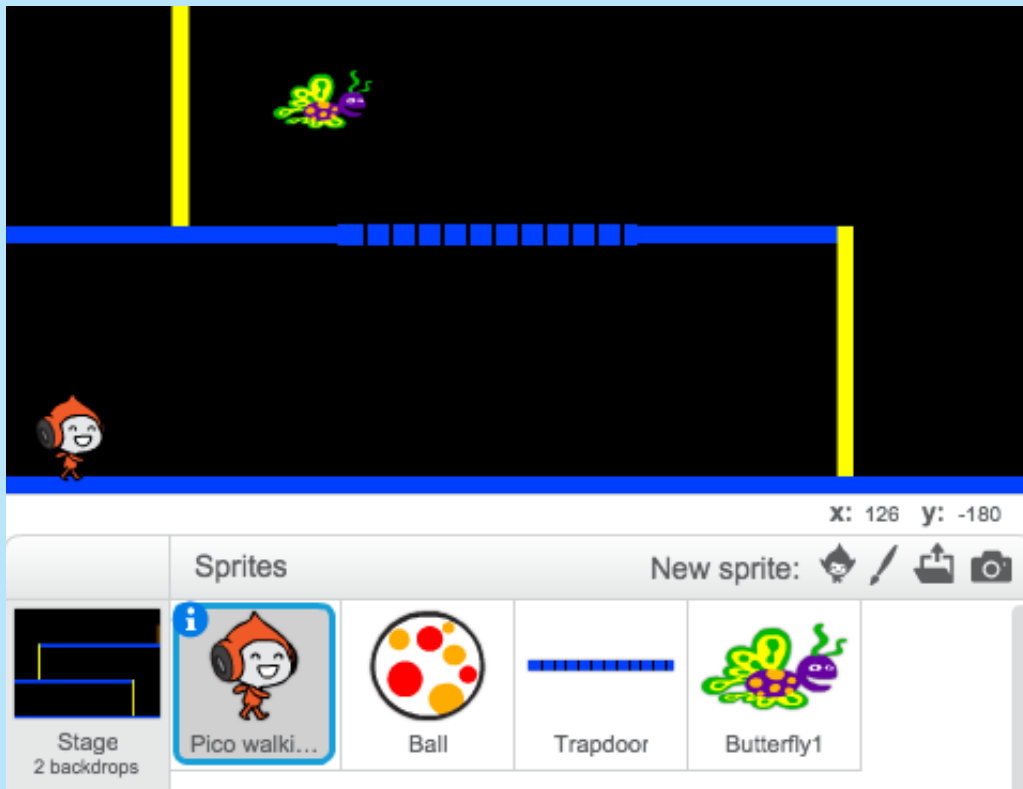 x: 126 y: -180
Sprites New sprite:
Stage
2 backdrops
Pico walki...
Ball
Trapdoor
Butterfly1